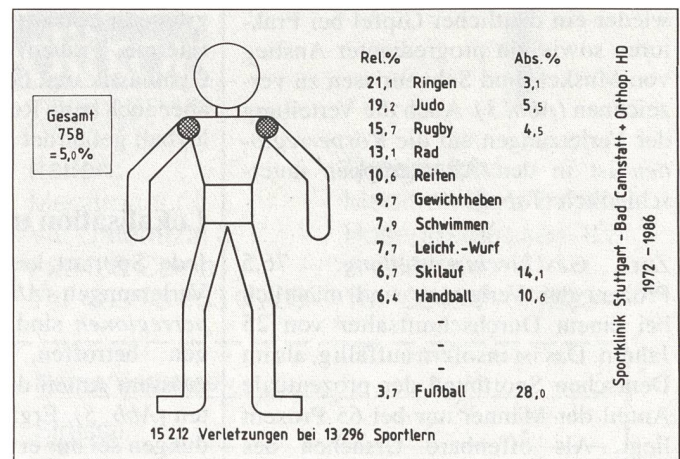 Rel.% Abs.%
21,1 Ringen 3,1
19,2 Judo 5,5
15,7 Rugby 4,5
15,1 Rad
10,6 Reiten
9,7 Gewichtheben
7,9 Schwimmen
7,7 Leicht.-Wurf
6,7 Skilauf 14,1
6,4 Handball 10,6
-
-
-
3,7 Fußball 28,0
Gesamt
758
=5,0%
15 212 Verletzungen bei 13 296 Sportlern
Sportklinik Stuttgart - Bad Cannstatt + Orthop. HD
1972 - 1986